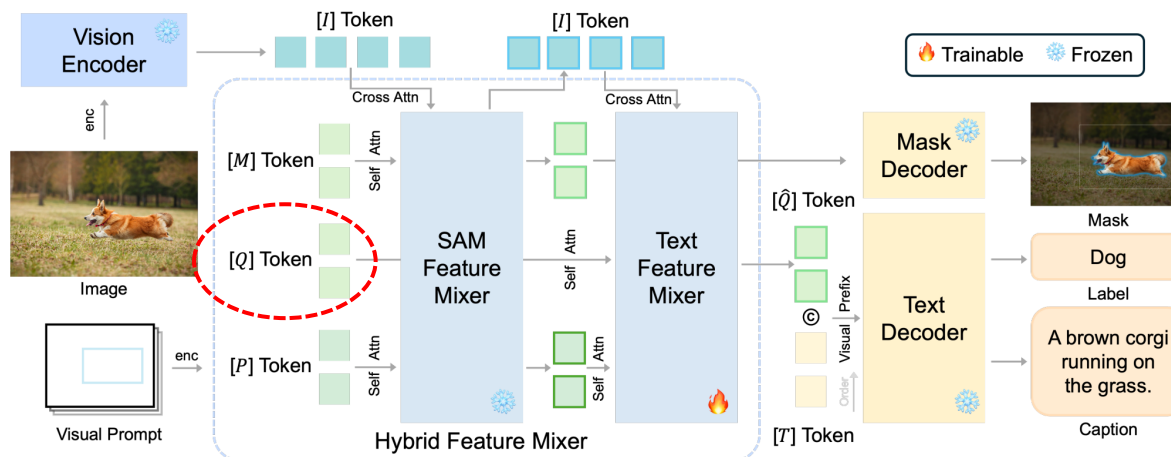 Vision
Encoder
[I] Token
[I] Token
Trainable
Frozen
enc
Cross Attn
Cross Attn
[M] Token
Self Attn
Mask
Decoder
[Q̂] Token
Mask
[Q] Token
SAM
Feature
Mixer
Self Attn
Text
Feature
Mixer
Image
Visual Prefix
©
Text
Decoder
Dog
Label
enc
[P] Token
Self Attn
Self Attn
Order
A brown corgi
running on
the grass.
Visual Prompt
Hybrid Feature Mixer
[T] Token
Caption